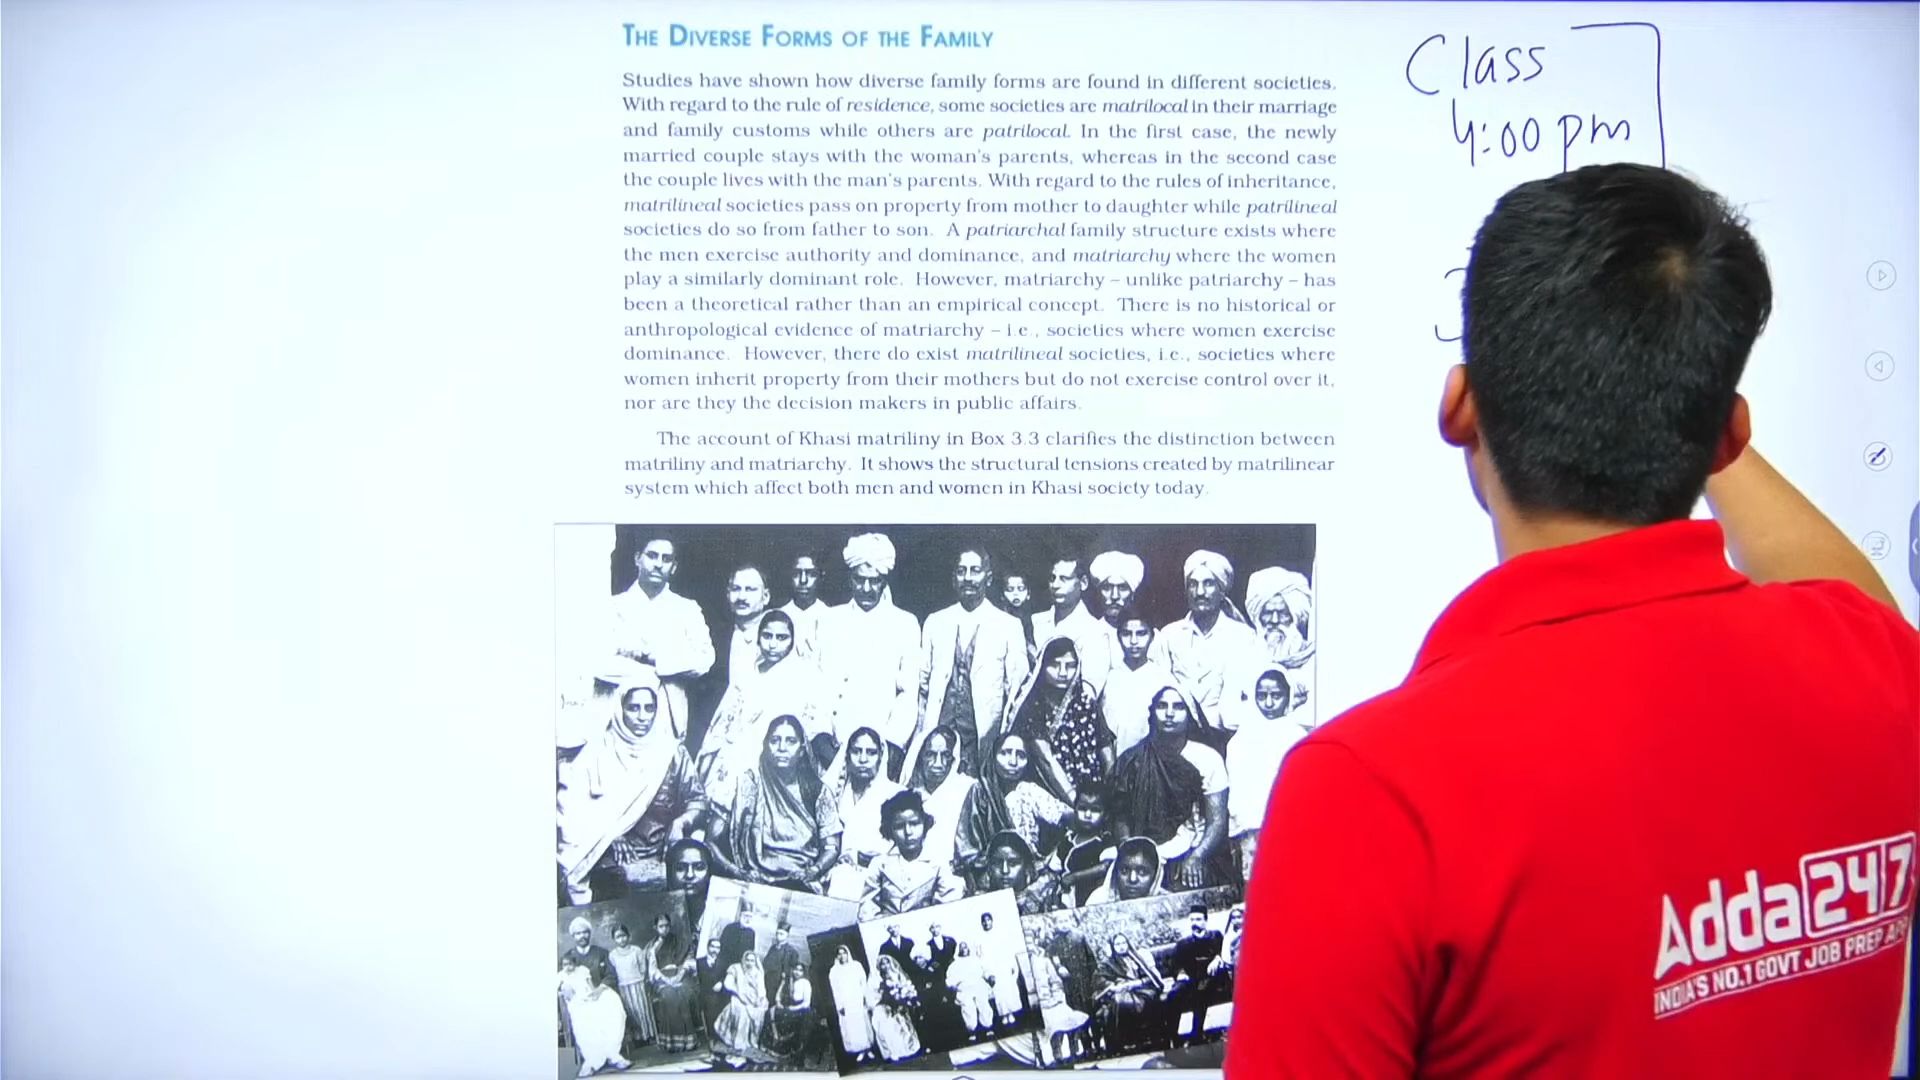 THE DIVERSE FORMS OF THE FAMILY
Studies have shown how diverse family forms are found in different societies.
With regard to the rule of residence, some societies are matrilocal in their marriage
and family customs while others are patrilocal. In the first case, the newly
married couple stays with the woman's parents, whereas in the second case
the couple lives with the man's parents. With regard to the rules of inheritance,
matrilineal societies pass on property from mother to daughter while patrilineal
societies do so from father to son. A patriarchal family structure exists where
the men exercise authority and dominance, and matriarchy where the women
play a similarly dominant role. However, matriarchy – unlike patriarchy – has
been a theoretical rather than an empirical concept. There is no historical or
anthropological evidence of matriarchy – i.e., societies where women exercise
dominance. However, there do exist matrilineal societies, i.e., societies where
women inherit property from their mothers but do not exercise control over it,
nor are they the decision makers in public affairs.
The account of Khasi matriliny in Box 3.3 clarifies the distinction between
matriliny and matriarchy. It shows the structural tensions created by matrilinear
system which affect both men and women in Khasi society today.
Class
4:00 pm
Adda 247
INDIA'S NO.1 GOVT JOB PREP APP